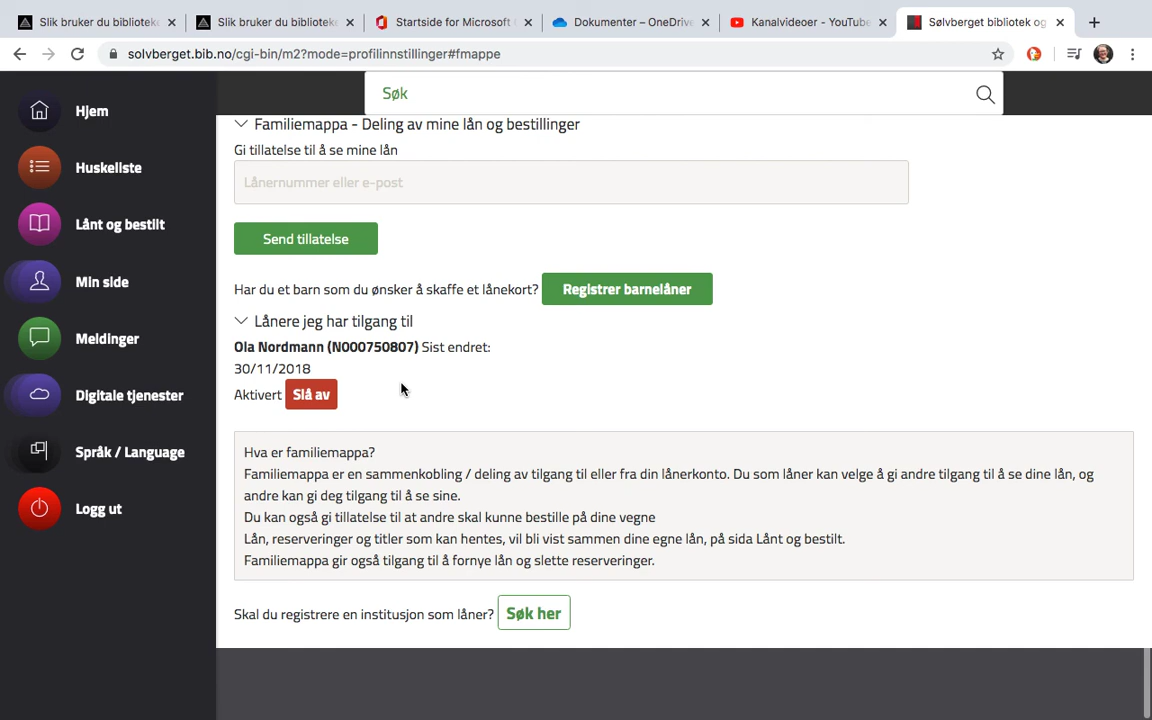 Slik bruker du biblioteke
Slik bruker du biblioteke
Startside for Microsoft
Dokumenter – OneDrive
Kanalvideoer - YouTube
Sølvberget bibliotek og
solvberget.bib.no/cgi-bin/m2?mode=profilinnstillinger#fmappe
Søk
Hjem
Huskeliste
Lånt og bestilt
Min side
Meldinger
Digitale tjenester
Språk / Language
Logg ut
Familiemappa - Deling av mine lån og bestillinger
Gi tillatelse til å se mine lån
Lånernummer eller e-post
Send tillatelse
Har du et barn som du ønsker å skaffe et lånekort? Registrer barnelåner
Lånere jeg har tilgang til
Ola Nordmann (N000750807) Sist endret:
30/11/2018
Aktivert Slå av
Hva er familiemappa?
Familiemappa er en sammenkobling / deling av tilgang til eller fra din lånerkonto. Du som låner kan velge å gi andre tilgang til å se dine lån, og
andre kan gi deg tilgang til å se sine.
Du kan også gi tillatelse til at andre skal kunne bestille på dine vegne
Lån, reserveringer og titler som kan hentes, vil bli vist sammen dine egne lån, på sida Lånt og bestilt.
Familiemappa gir også tilgang til å fornye lån og slette reserveringer.
Skal du registrere en institusjon som låner? Søk her